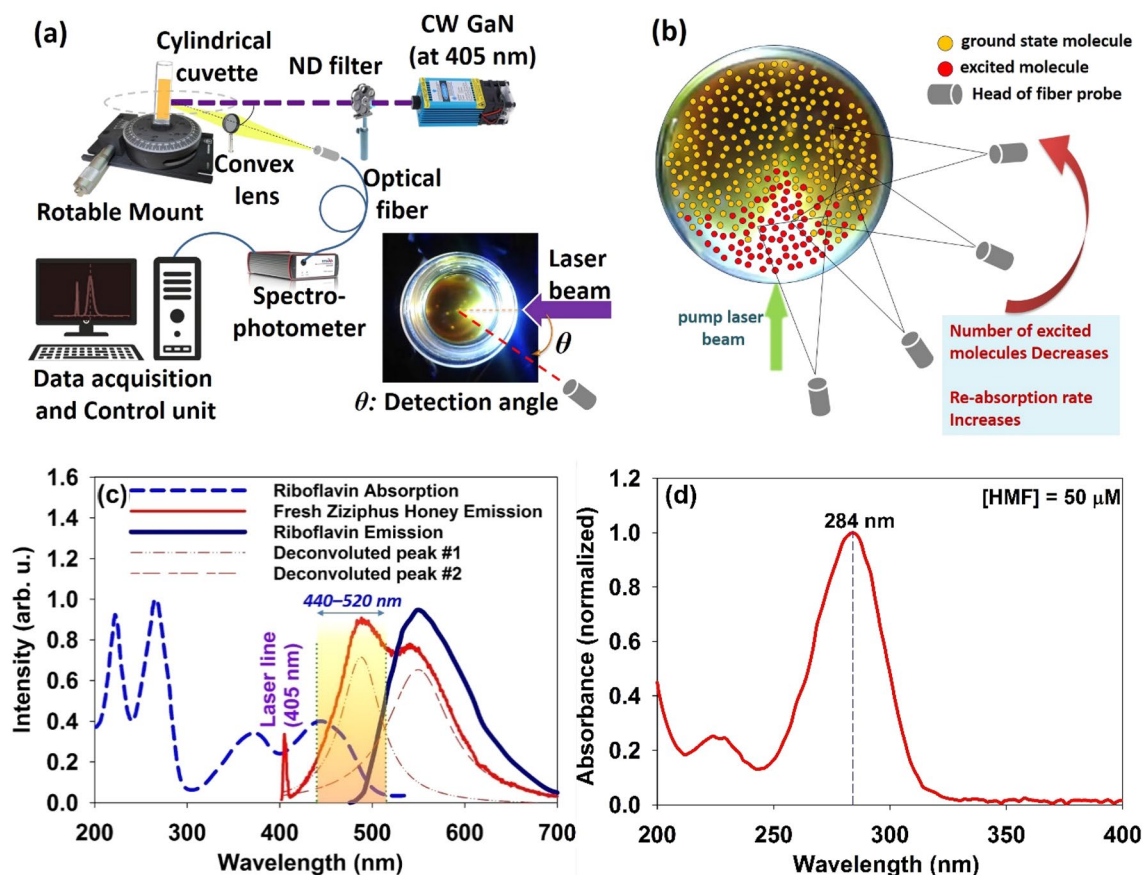 (a)
Cylindrical
cuvette
ND filter
CW GaN
(at 405 nm)
Convex
lens
Rotable Mount
Optical
fiber
Spectro-
photometer
Laser
beam
θ
Data acquisition
and Control unit
θ: Detection angle
(b)
ground state molecule
excited molecule
Head of fiber probe
pump laser
beam
Number of excited
molecules Decreases
Re-absorption rate
Increases
(c)
Riboflavin Absorption
Fresh Ziziphus Honey Emission
Riboflavin Emission
Deconvoluted peak #1
Deconvoluted peak #2
440–520 nm
Laser line
(405 nm)
Intensity (arb. u.)
1.6
1.4
1.2
1.0
0.8
0.6
0.4
0.2
0.0
200 300 400 500 600 700
Wavelength (nm)
(d)
[HMF] = 50 μM
284 nm
Absorbance (normalized)
1.2
1.0
0.8
0.6
0.4
0.2
0.0
200 250 300 350 400
Wavelength (nm)